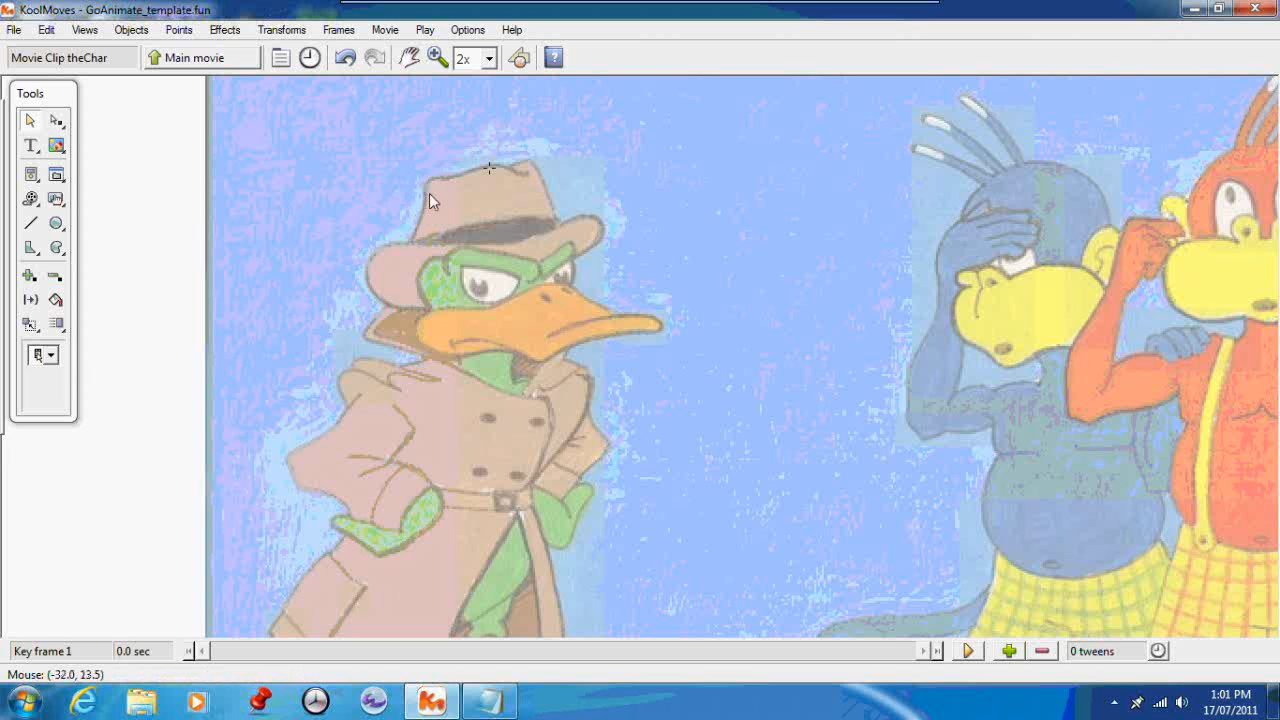 KoolMoves - GoAnimate_template.fun
File Edit Views Objects Points Effects Transforms Frames Movie Play Options Help
Movie Clip theChar Main movie 2x
Tools
Key frame 1 0.0 sec 0 tweens
Mouse: (-32.0, 13.5)
1:01 PM
17/07/2011